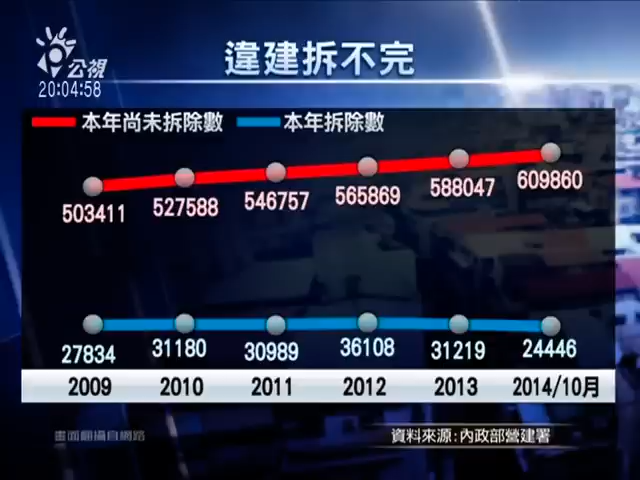 違建拆不完
公視
20:04:58
本年尚未拆除數 本年拆除數
503411 527588 546757 565869 588047 609860
27834 31180 30989 36108 31219 24446
2009 2010 2011 2012 2013 2014/10月
畫面翻攝自網路
資料來源:內政部營建署